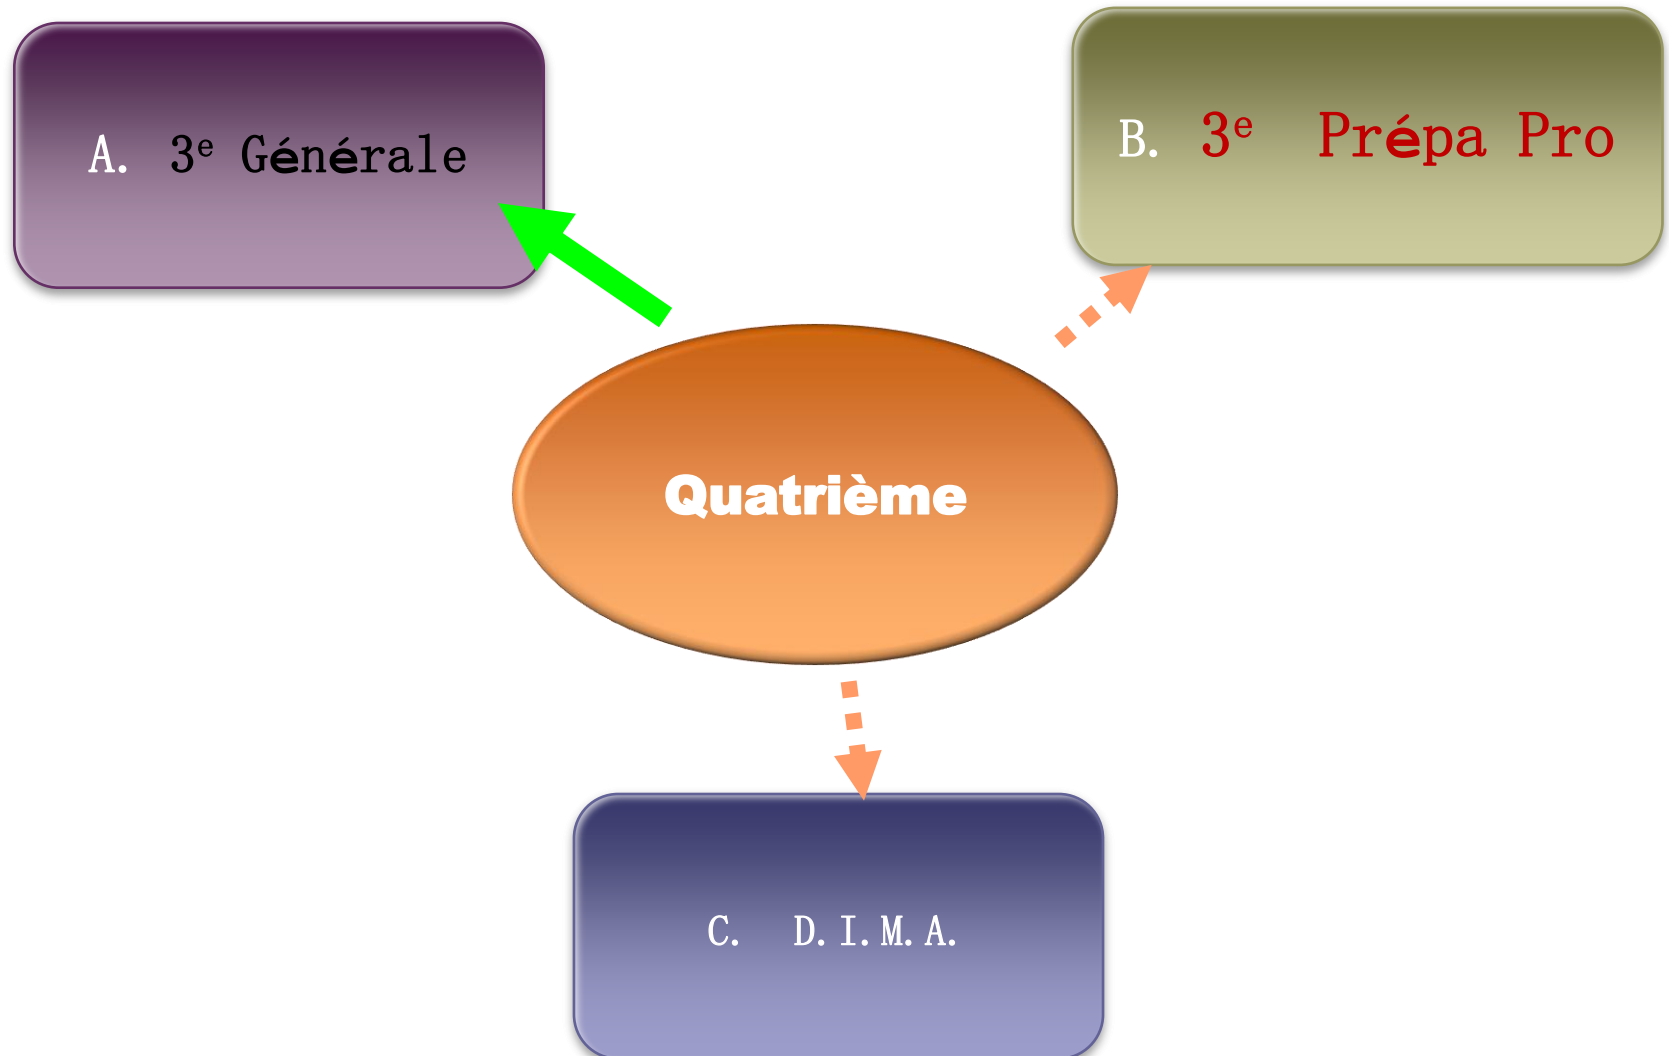 A. 3e Générale
B. 3e Prépa Pro
Quatrième
C. D.I.M.A.